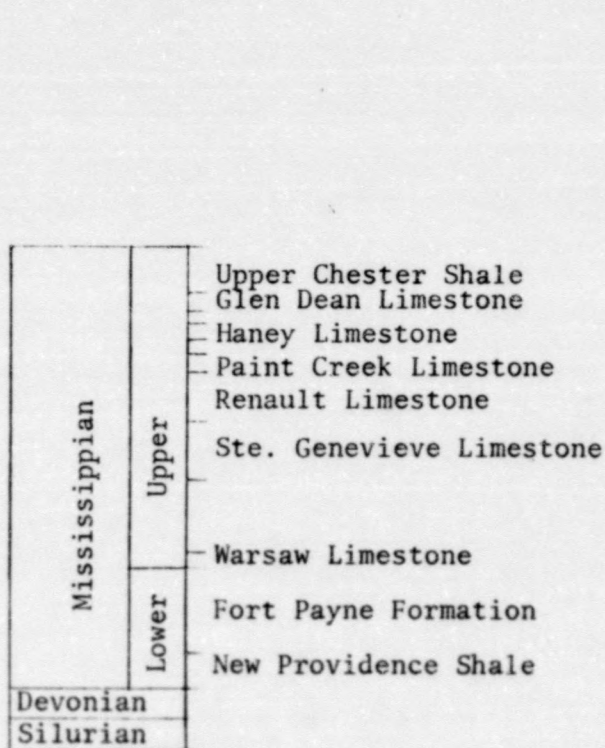 Upper Chester Shale
Glen Dean Limestone
Haney Limestone
Paint Creek Limestone
Renault Limestone
Ste. Genevieve Limestone
Warsaw Limestone
Fort Payne Formation
New Providence Shale
Mississippian
Upper
Lower
Devonian
Silurian